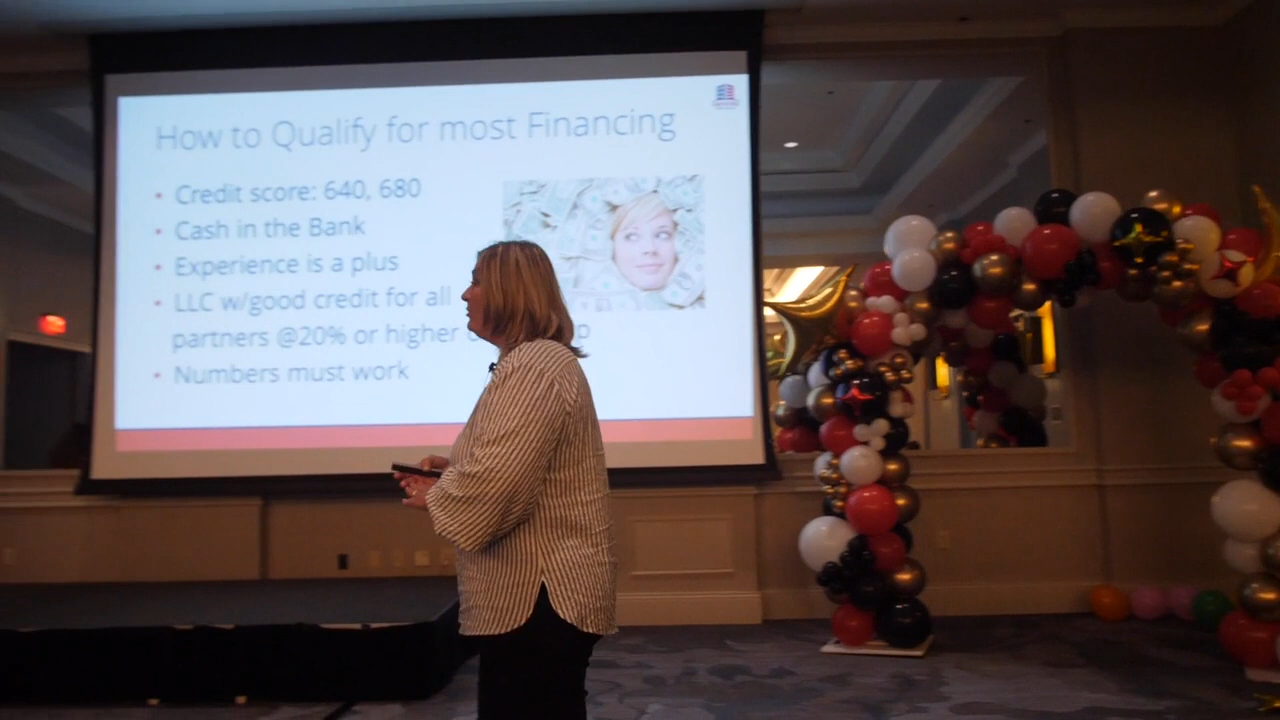 How to Qualify for most Financing
• Credit score: 640, 680
• Cash in the Bank
• Experience is a plus
• LLC w/good credit for all
partners @20% or higher
• Numbers must work